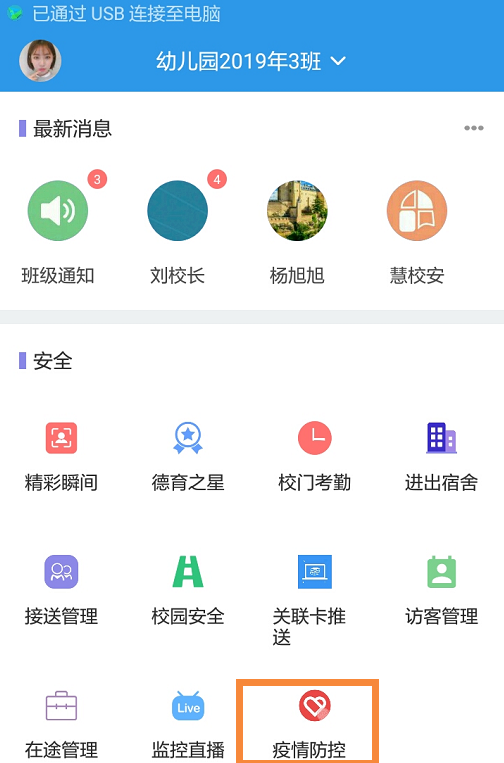 已通过 USB 连接至电脑
幼儿园2019年3班
最新消息
3
4
班级通知
刘校长
杨旭旭
慧校安
安全
精彩瞬间
德育之星
校门考勤
进出宿舍
接送管理
校园安全
关联卡推
送
访客管理
Live
在途管理
监控直播
疫情防控